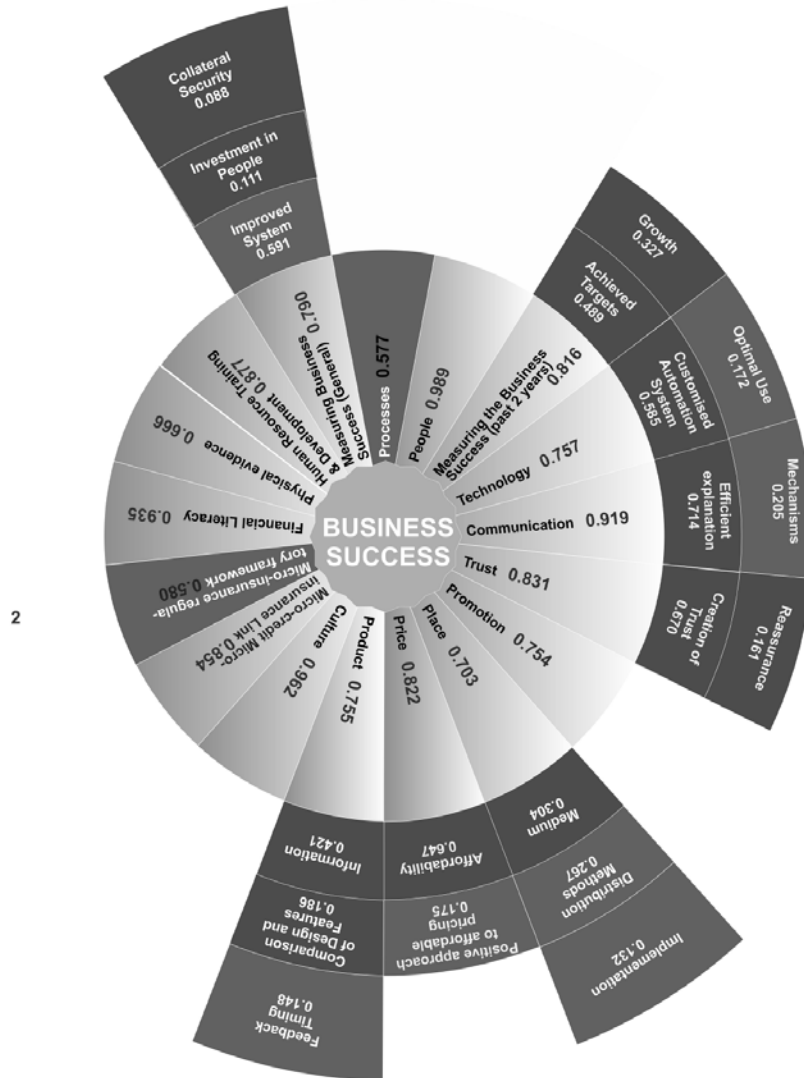 Collateral
Security
0.088
Investment in
People
0.111
Improved
System
0.591
Growth
0.327
Achieved
Targets
0.489
Optimal Use
0.172
Customised
Automation
System
0.585
Mechanisms
0.205
Efficient
explanation
0.714
Reassurance
0.161
Creation of
Trust
0.670
Processes 0.577
People 0.989
Measuring the Business
Success (past 2 years) 0.816
Technology 0.757
Communication 0.919
Trust 0.831
Promotion 0.754
Place 0.703
Price 0.822
Product 0.755
Culture 0.962
Micro-credit Micro-
insurance Link 0.854
Micro-insurance regula-
tory framework 0.580
Financial Literacy 0.935
Physical evidence 0.666
Human Resource Training
& Development 0.877
Measuring Business
Success (General) 0.790
BUSINESS
SUCCESS
2
Medium
0.304
Distribution
Methods
0.267
Implementation
0.132
Affordability
0.647
Positive approach
to affordable
pricing
0.175
Information
0.421
Comparison
of Design and
Features
0.186
Feedback
Timing
0.148